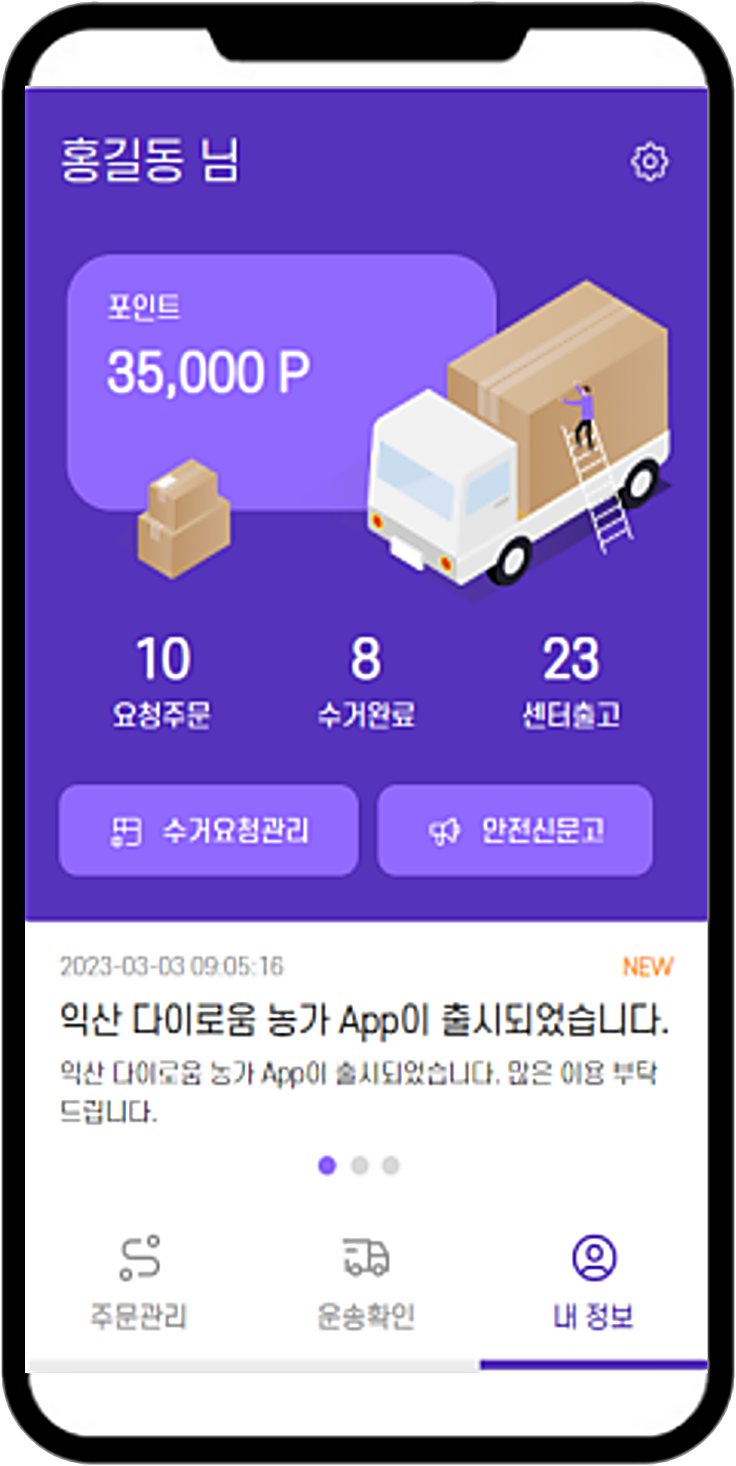 홍길동 님
포인트
35,000 P
10
요청주문
8
수거완료
23
센터출고
수거요청관리
안전신문고
2023-03-03 09:05:16
NEW
익산 다이로움 농가 App이 출시되었습니다.
익산 다이로움 농가 App이 출시되었습니다. 많은 이용 부탁
드립니다.
주문관리
운송확인
내 정보